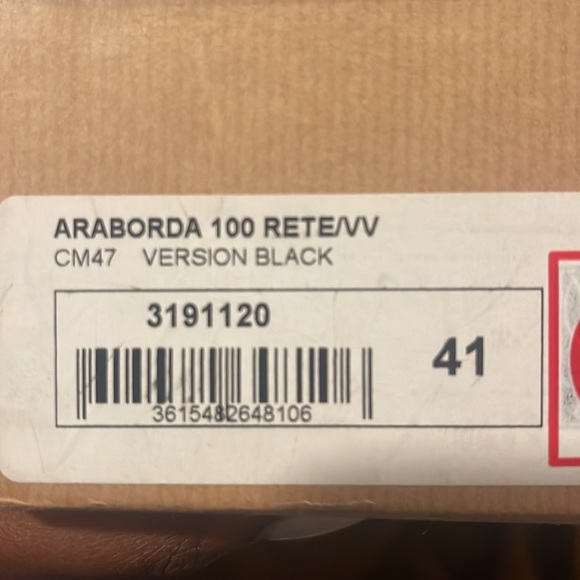 ARABORDA 100 RETE/VV
CM47 VERSION BLACK
3191120
41
3615482648106